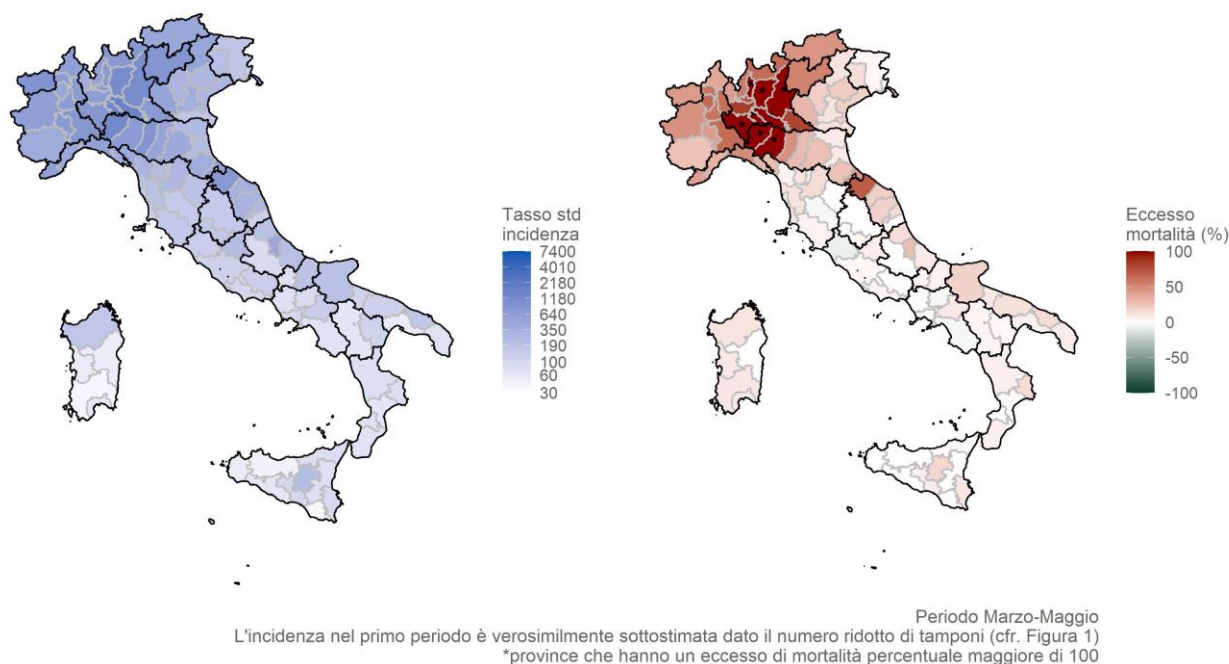 Tasso std
incidenza
7400
4010
2180
1180
640
350
190
100
60
30
Eccesso
mortalità (%)
100
50
0
-50
-100
Periodo Marzo-Maggio
L'incidenza nel primo periodo è verosimilmente sottostimata dato il numero ridotto di tamponi (cfr. Figura 1)
*province che hanno un eccesso di mortalità percentuale maggiore di 100